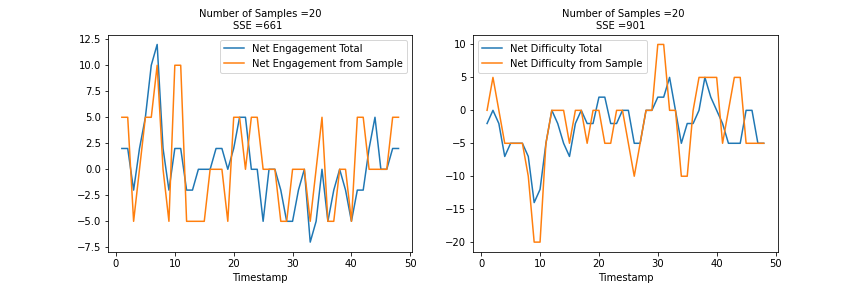 Number of Samples =20
SSE =661
12.5
10.0
7.5
5.0
2.5
0.0
−2.5
−5.0
−7.5
Net Engagement Total
Net Engagement from Sample
0 10 20 30 40 50
Timestamp
Number of Samples =20
SSE =901
10
5
0
−5
−10
−15
−20
Net Difficulty Total
Net Difficulty from Sample
0 10 20 30 40 50
Timestamp